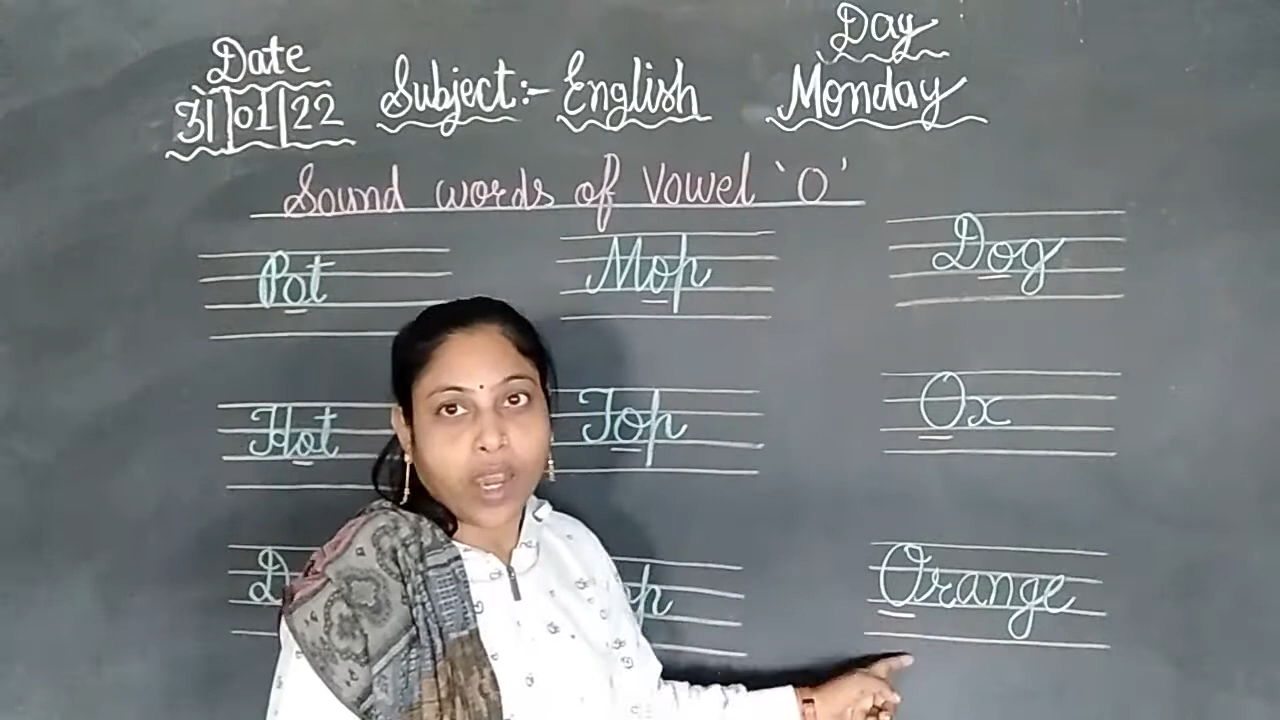 Date
31/01/22
Subject:- English
Day
Monday
Sound words of Vowel 'O'
Pot
Mop
Dog
Hot
Top
Ox
Orange